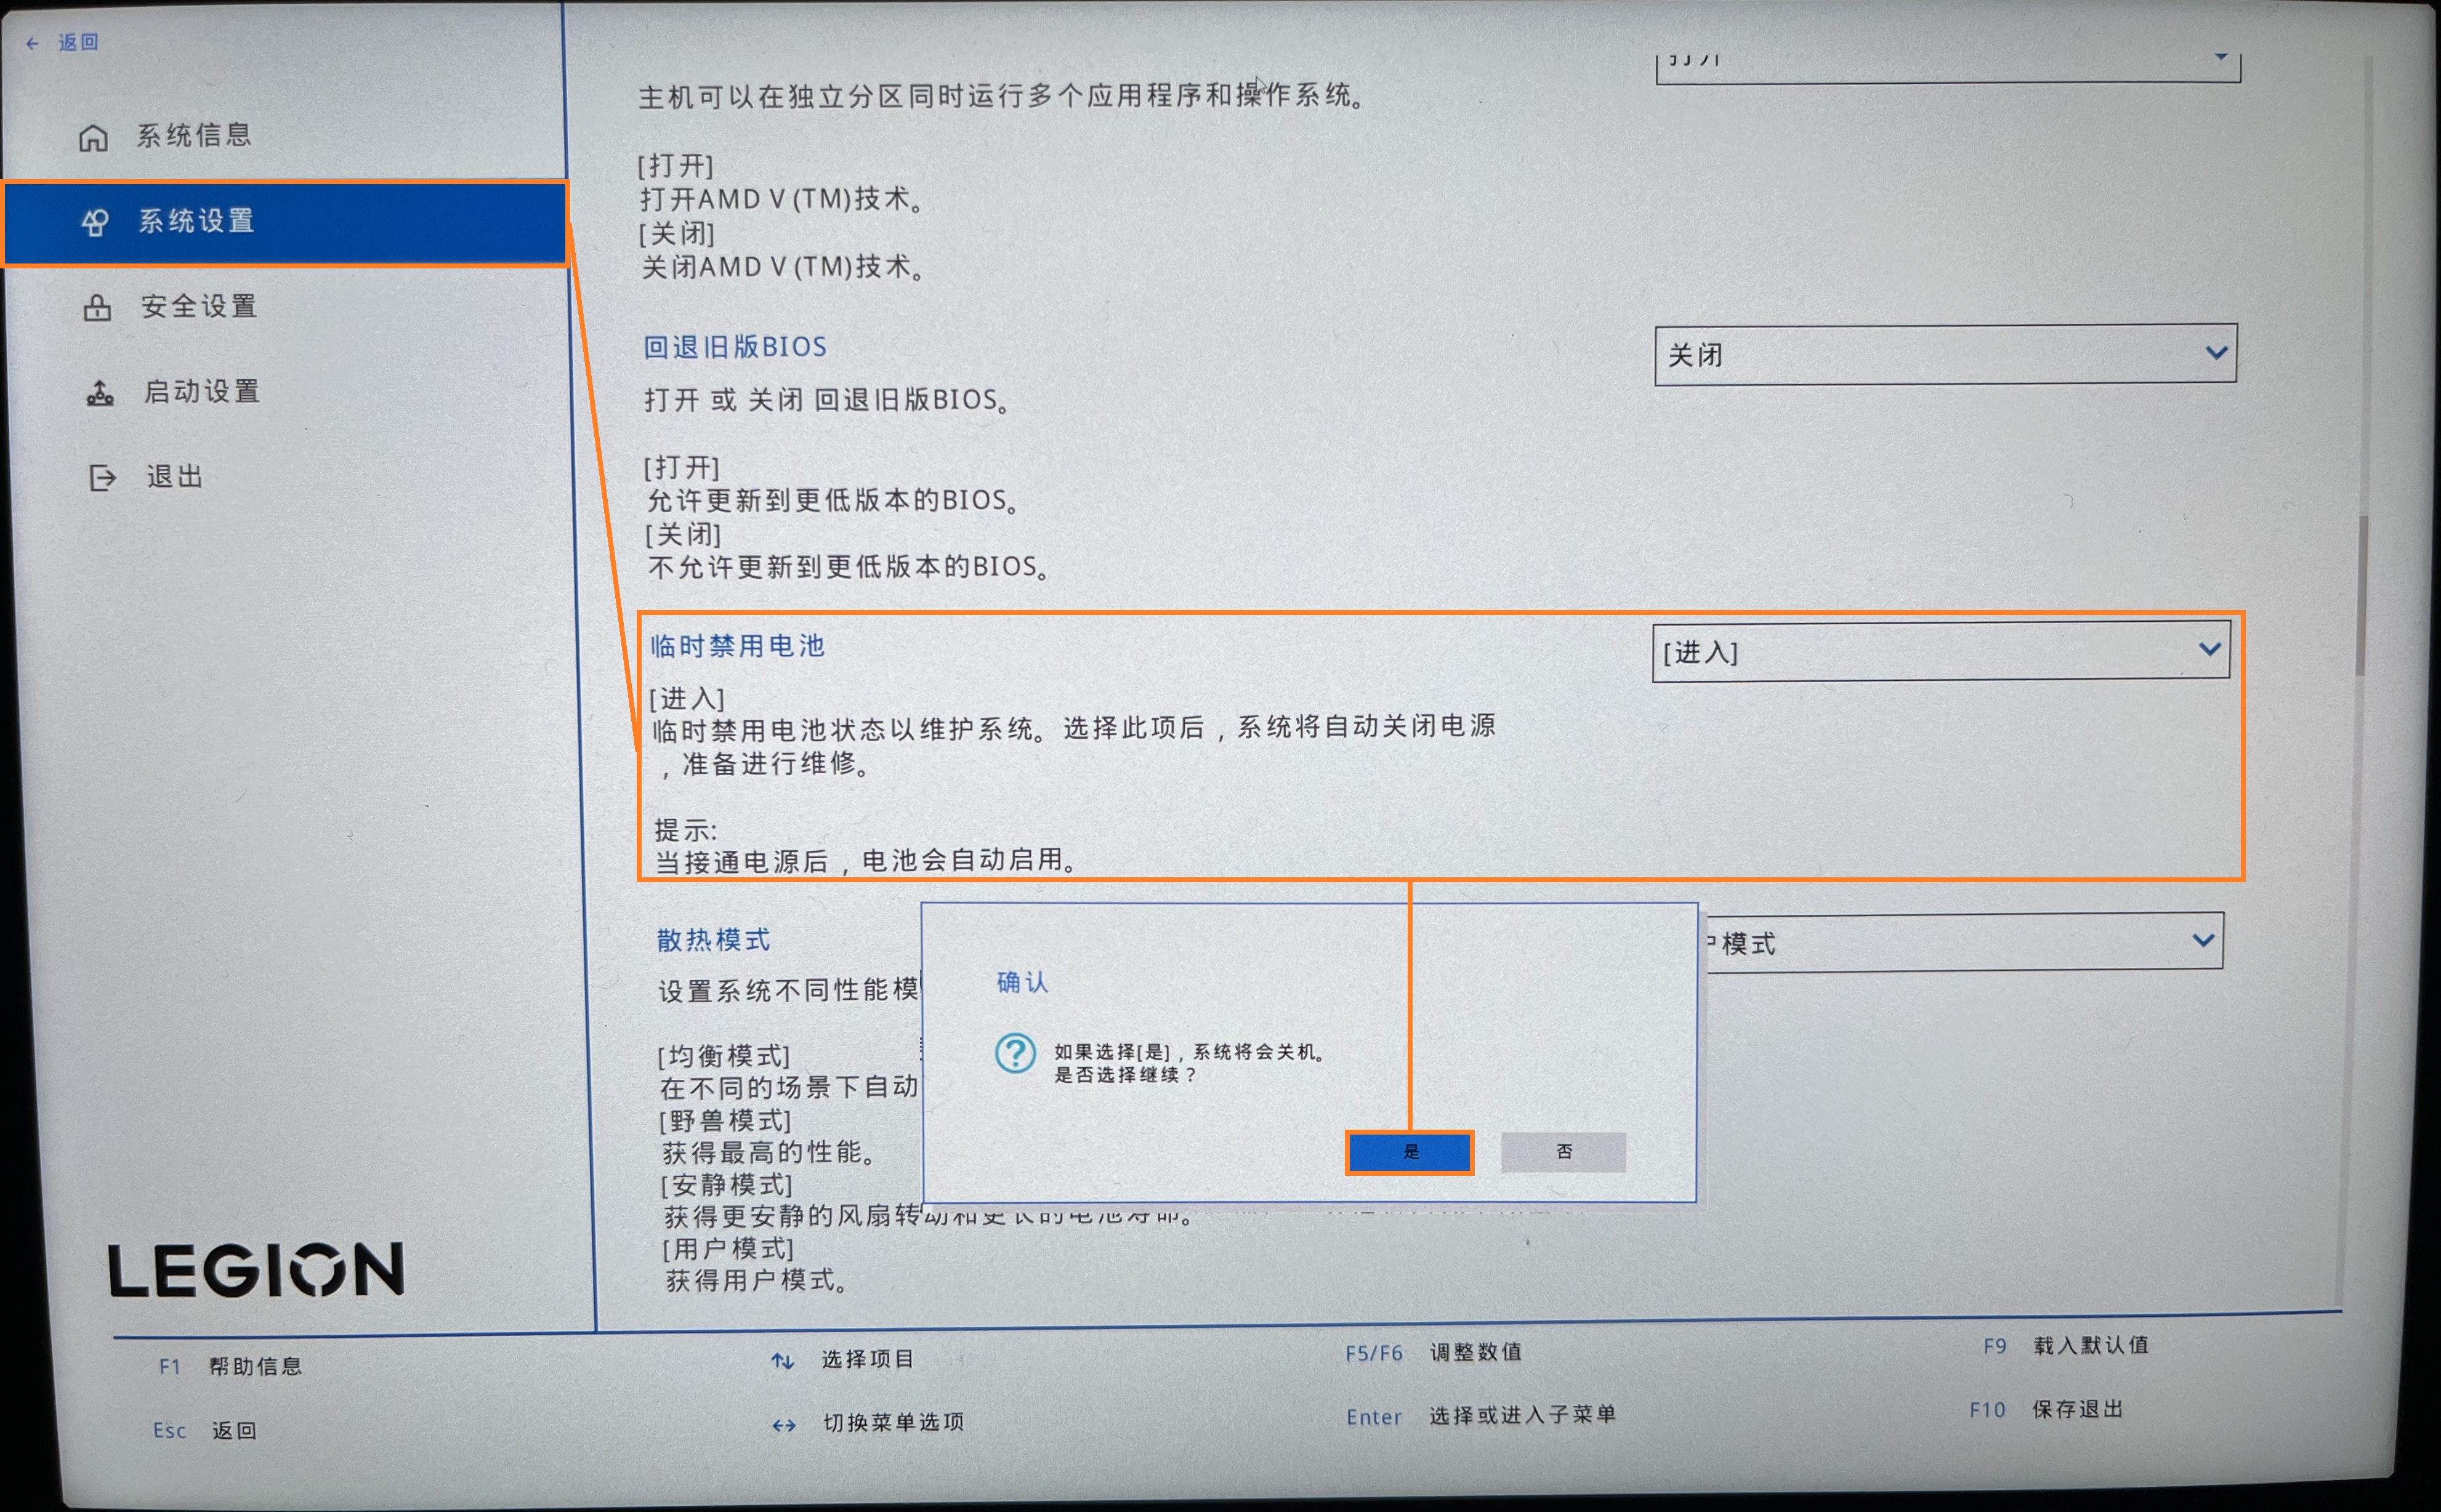 ← 返回
系统信息
系统设置
安全设置
启动设置
退出
LEGION
打开
主机可以在独立分区同时运行多个应用程序和操作系统。
[打开]
打开AMD V (TM)技术。
[关闭]
关闭AMD V (TM)技术。
回退旧版BIOS
关闭
打开 或 关闭 回退旧版BIOS。
[打开]
允许更新到更低版本的BIOS。
[关闭]
不允许更新到更低版本的BIOS。
临时禁用电池
[进入]
[进入]
临时禁用电池状态以维护系统。选择此项后，系统将自动关闭电源
，准备进行维修。
提示:
当接通电源后，电池会自动启用。
散热模式
户模式
设置系统不同性能模
[均衡模式]
在不同的场景下自动
[野兽模式]
获得最高的性能。
[安静模式]
获得更安静的风扇转动和更长的电池寿命。
[用户模式]
获得用户模式。
确认
如果选择[是]，系统将会关机。
是否选择继续？
是
否
F1 帮助信息
↑↓ 选择项目
F5/F6 调整数值
F9 载入默认值
Esc 返回
↔ 切换菜单选项
Enter 选择或进入子菜单
F10 保存退出